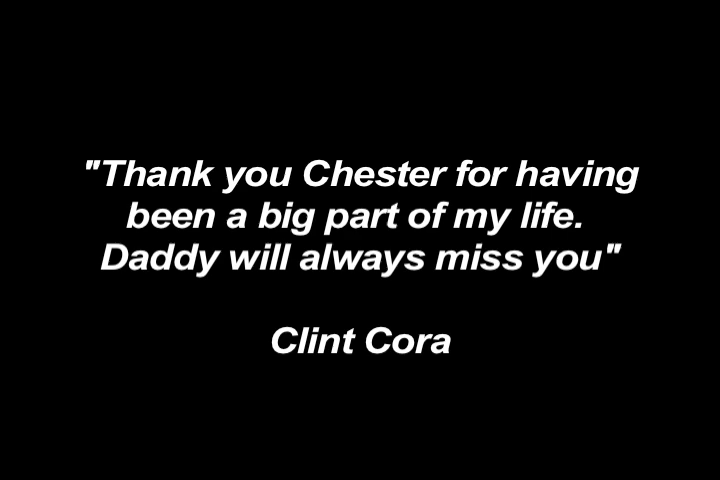 "Thank you Chester for having
been a big part of my life.
Daddy will always miss you"
Clint Cora